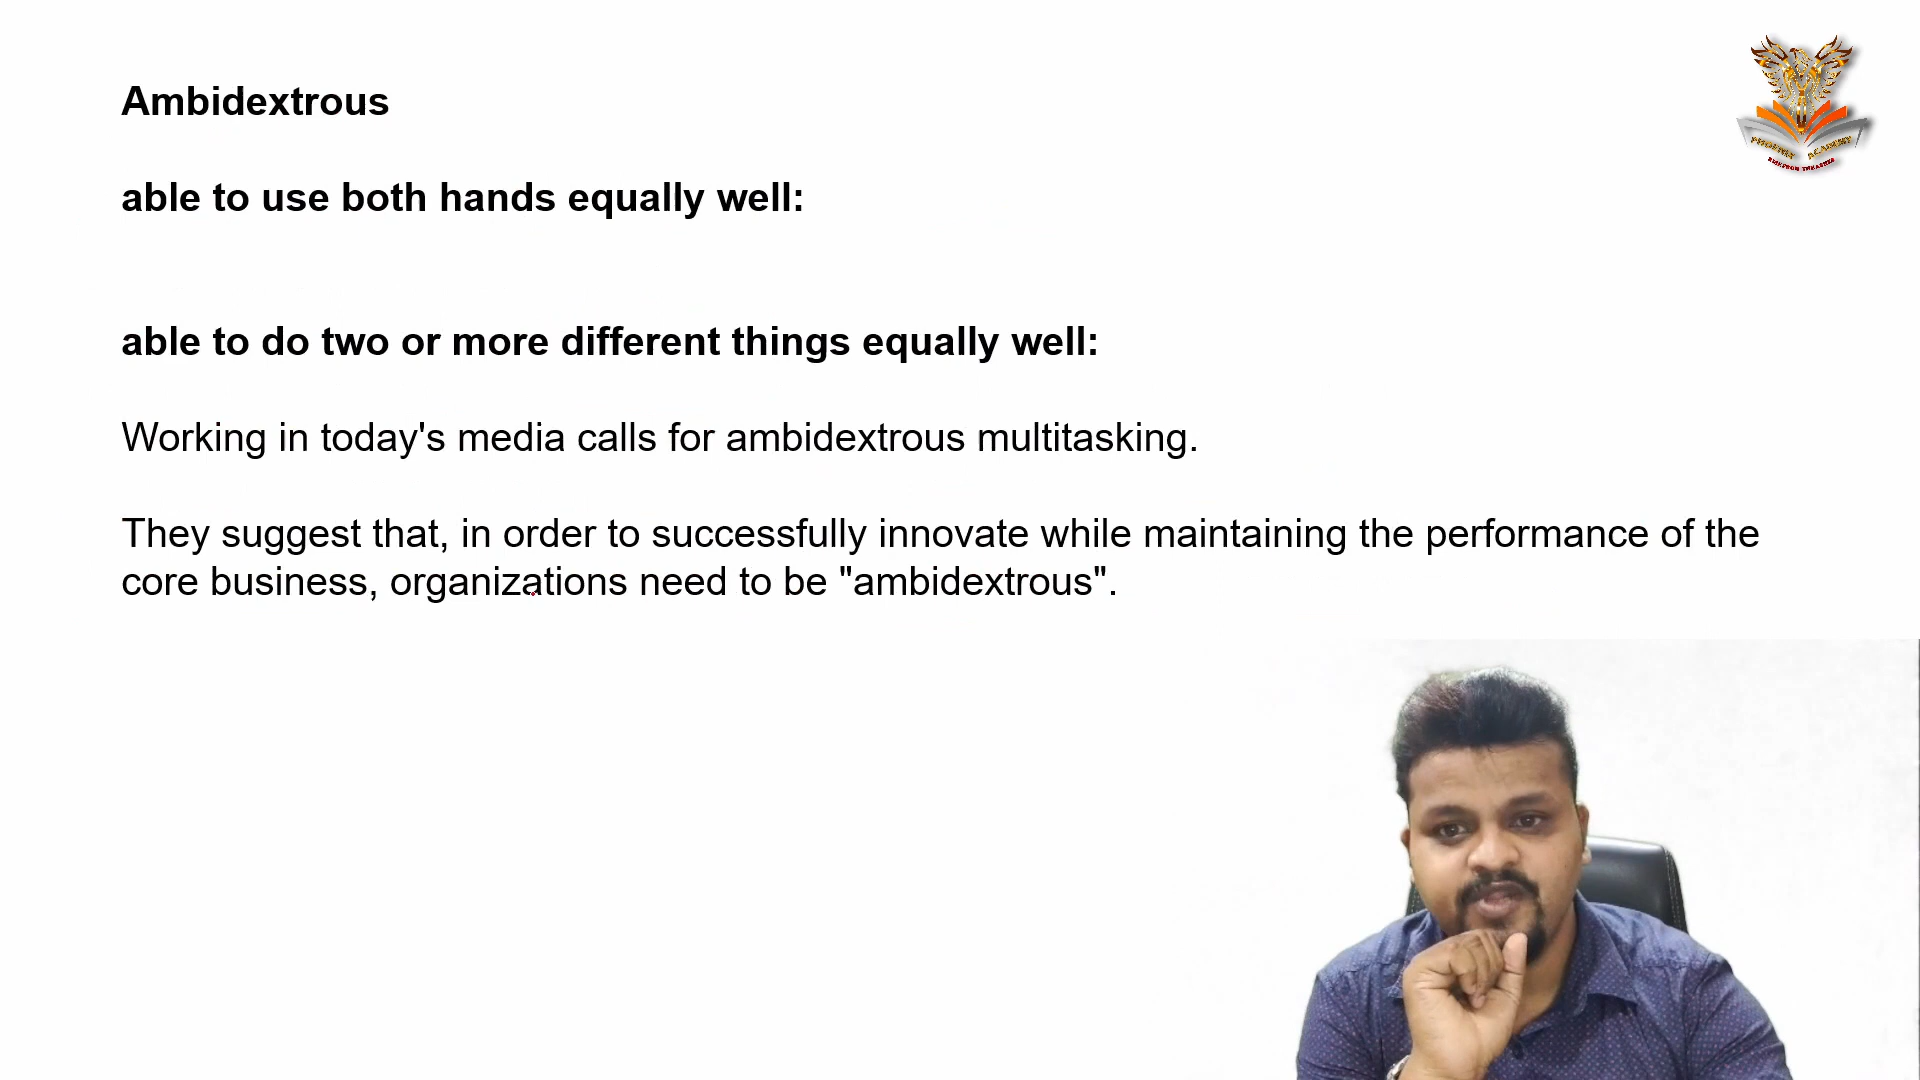 PHOENIX ACADEMY
Ambidextrous
able to use both hands equally well:
able to do two or more different things equally well:
Working in today's media calls for ambidextrous multitasking.
They suggest that, in order to successfully innovate while maintaining the performance of the
core business, organizations need to be "ambidextrous".